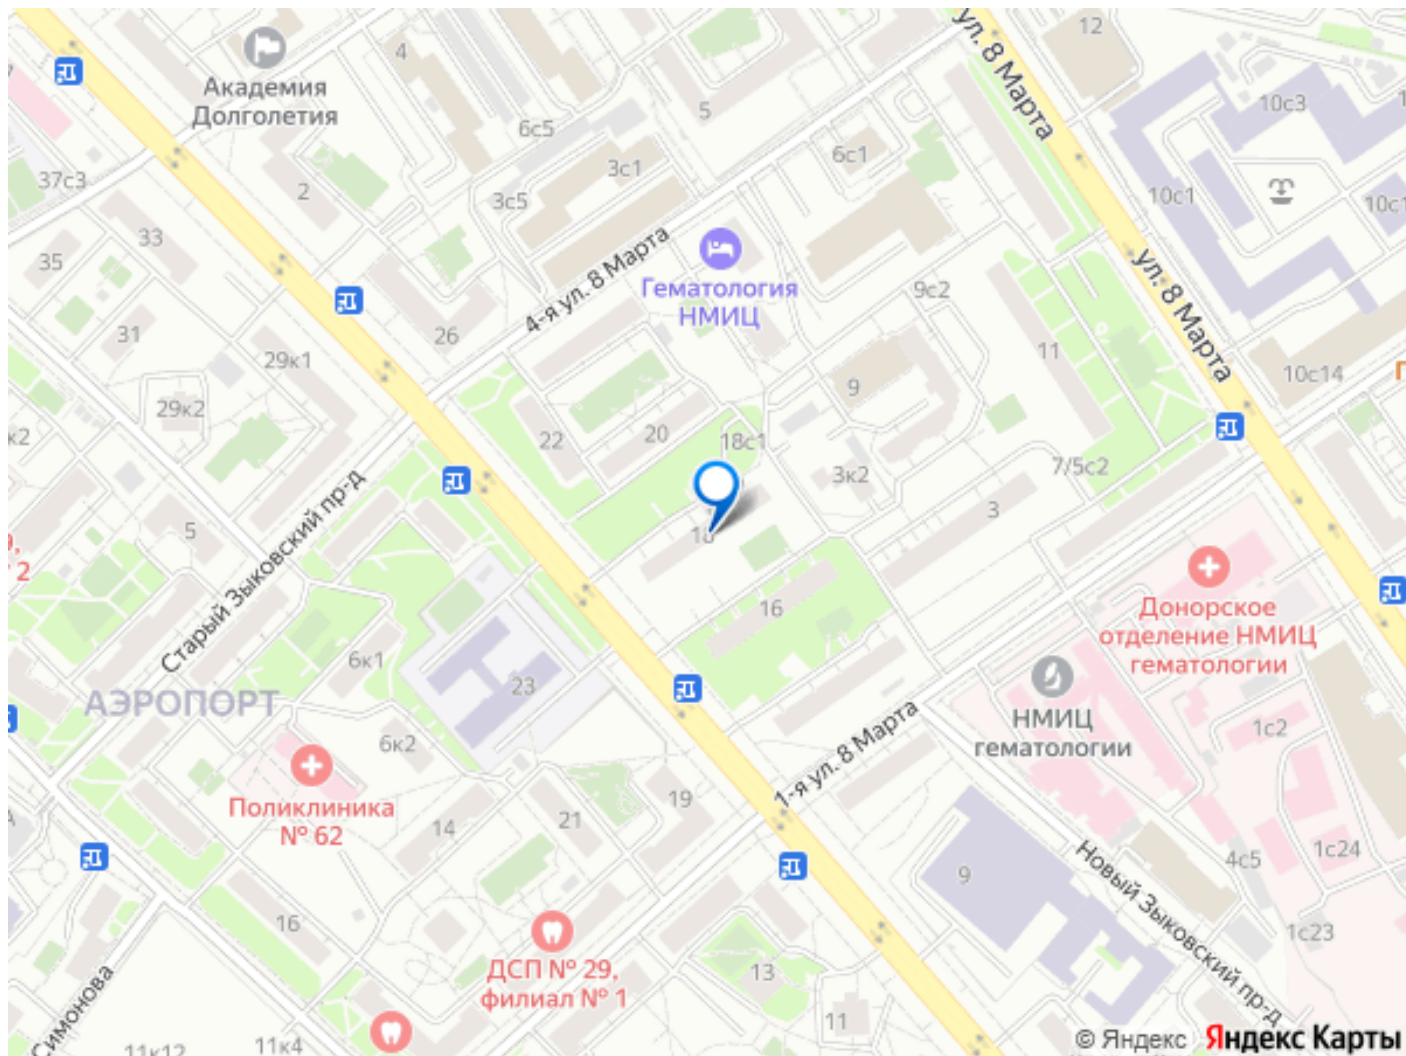 ул. 8 Марта
12
Академия
Долголетия
4
5
6с5
10с3
6с1
3с1
37с3
2
3с5
10с1
10с1
33
35
4-я ул. 8 Марта
Гематология
НМИЦ
9с2
ул. 8 Марта
31
26
29к1
11
10с14
9
29к2
22
20
18с1
7/5с2
3к2
3
5
18
Старый Зыковский пр-д
2
16
Донорское
отделение НМИЦ
гематологии
6к1
23
АЭРОПОРТ
6к2
НМИЦ
гематологии
1с2
1-я ул. 8 Марта
Поликлиника
№ 62
19
21
14
1с24
4с5
9
Новый Зыковский пр-д
16
1с23
ДСП № 29,
филиал № 1
13
Симонова
11
11к12
11к4
© Яндекс Яндекс Карты